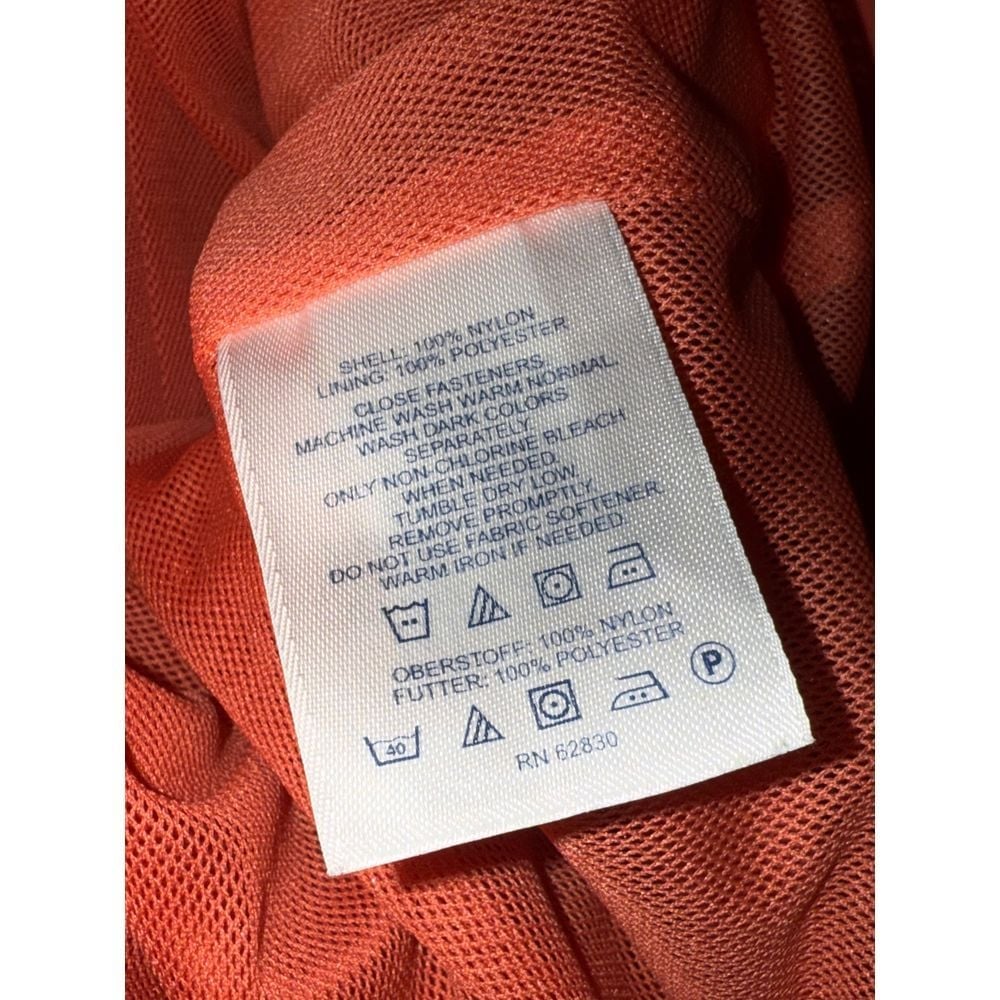 SHELL: 100% NYLON
LINING: 100% POLYESTER
CLOSE FASTENERS.
MACHINE WASH WARM NORMAL.
WASH DARK COLORS
SEPARATELY
ONLY NON-CHLORINE BLEACH
WHEN NEEDED.
TUMBLE DRY LOW.
REMOVE PROMPTLY.
DO NOT USE FABRIC SOFTENER
WARM IRON IF NEEDED.
OBERSTOFF: 100% NYLON
FUTTER: 100% POLYESTER
P
40
RN 62830